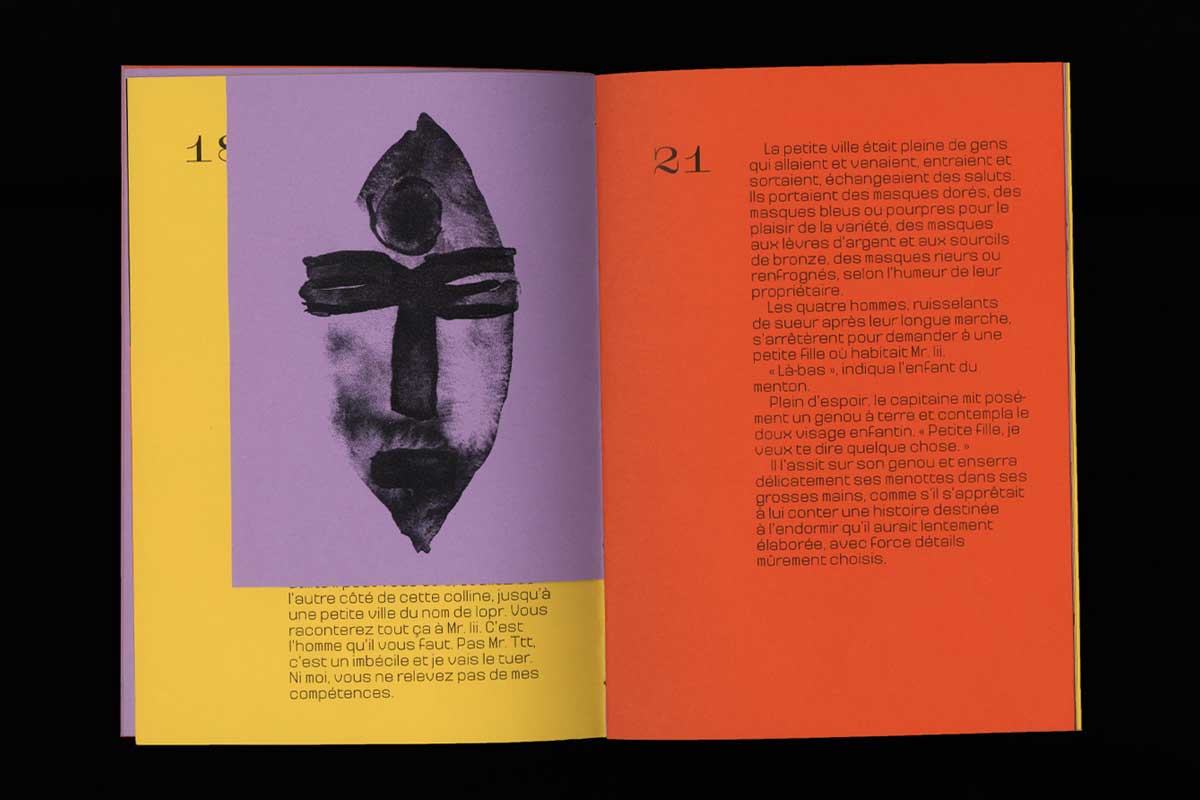 18
l'autre côté de cette colline, jusqu'à
une petite ville du nom de Iopr. Vous
raconterez tout ça à Mr. Iii. C'est
l'homme qu'il vous faut. Pas Mr. Ttt,
c'est un imbécile et je vais le tuer.
Ni moi, vous ne relevez pas de mes
compétences.
21
La petite ville était pleine de gens
qui allaient et venaient, entraient et
sortaient, échangeaient des saluts.
Ils portaient des masques dorés, des
masques bleus ou pourpres pour le
plaisir de la variété, des masques
aux lèvres d'argent et aux sourcils
de bronze, des masques rieurs ou
renfrognés, selon l'humeur de leur
propriétaire.
Les quatre hommes, ruisselants
de sueur après leur longue marche,
s'arrêtèrent pour demander à une
petite fille où habitait Mr. Iii.
« Là-bas », indiqua l'enfant du
menton.
Plein d'espoir, le capitaine mit posé-
ment un genou à terre et contempla le
doux visage enfantin. « Petite fille, je
veux te dire quelque chose. »
Il l'assit sur son genou et enserra
délicatement ses menottes dans ses
grosses mains, comme s'il s'apprêtait
à lui conter une histoire destinée
à l'endormir qu'il aurait lentement
élaborée, avec force détails
mûrement choisis.